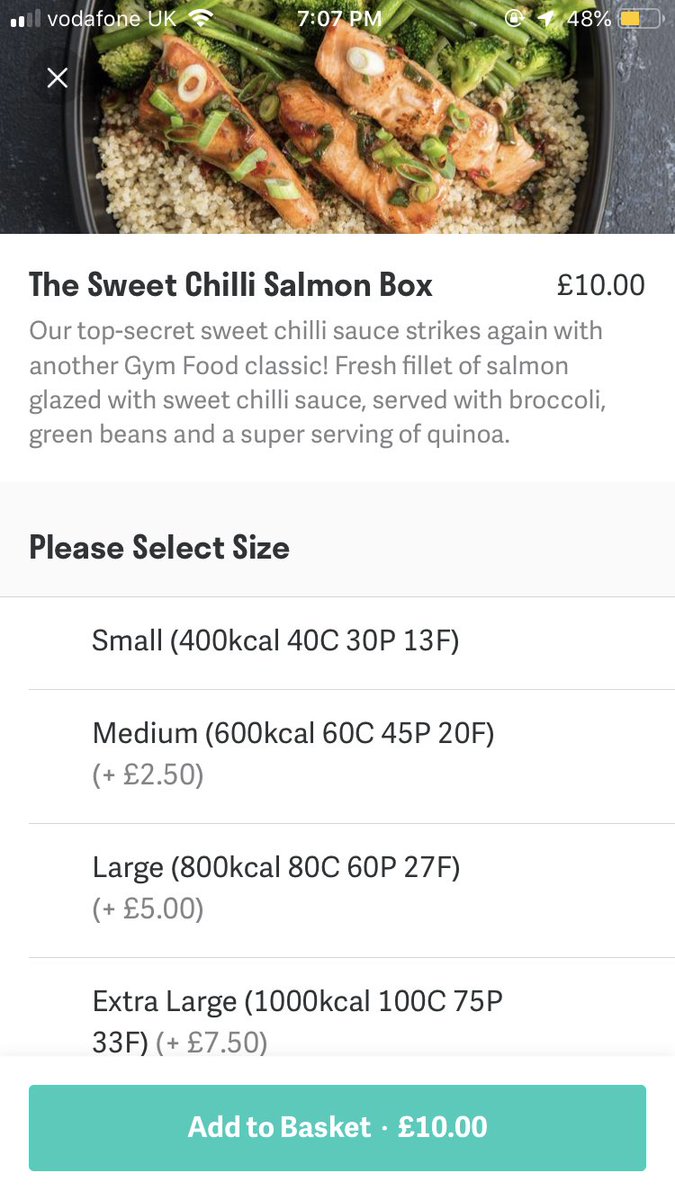 vodafone UK 7:07 PM 48%
The Sweet Chilli Salmon Box £10.00
Our top-secret sweet chilli sauce strikes again with
another Gym Food classic! Fresh fillet of salmon
glazed with sweet chilli sauce, served with broccoli,
green beans and a super serving of quinoa.
Please Select Size
Small (400kcal 40C 30P 13F)
Medium (600kcal 60C 45P 20F)
(+ £2.50)
Large (800kcal 80C 60P 27F)
(+ £5.00)
Extra Large (1000kcal 100C 75P
33F) (+ £7.50)
Add to Basket · £10.00